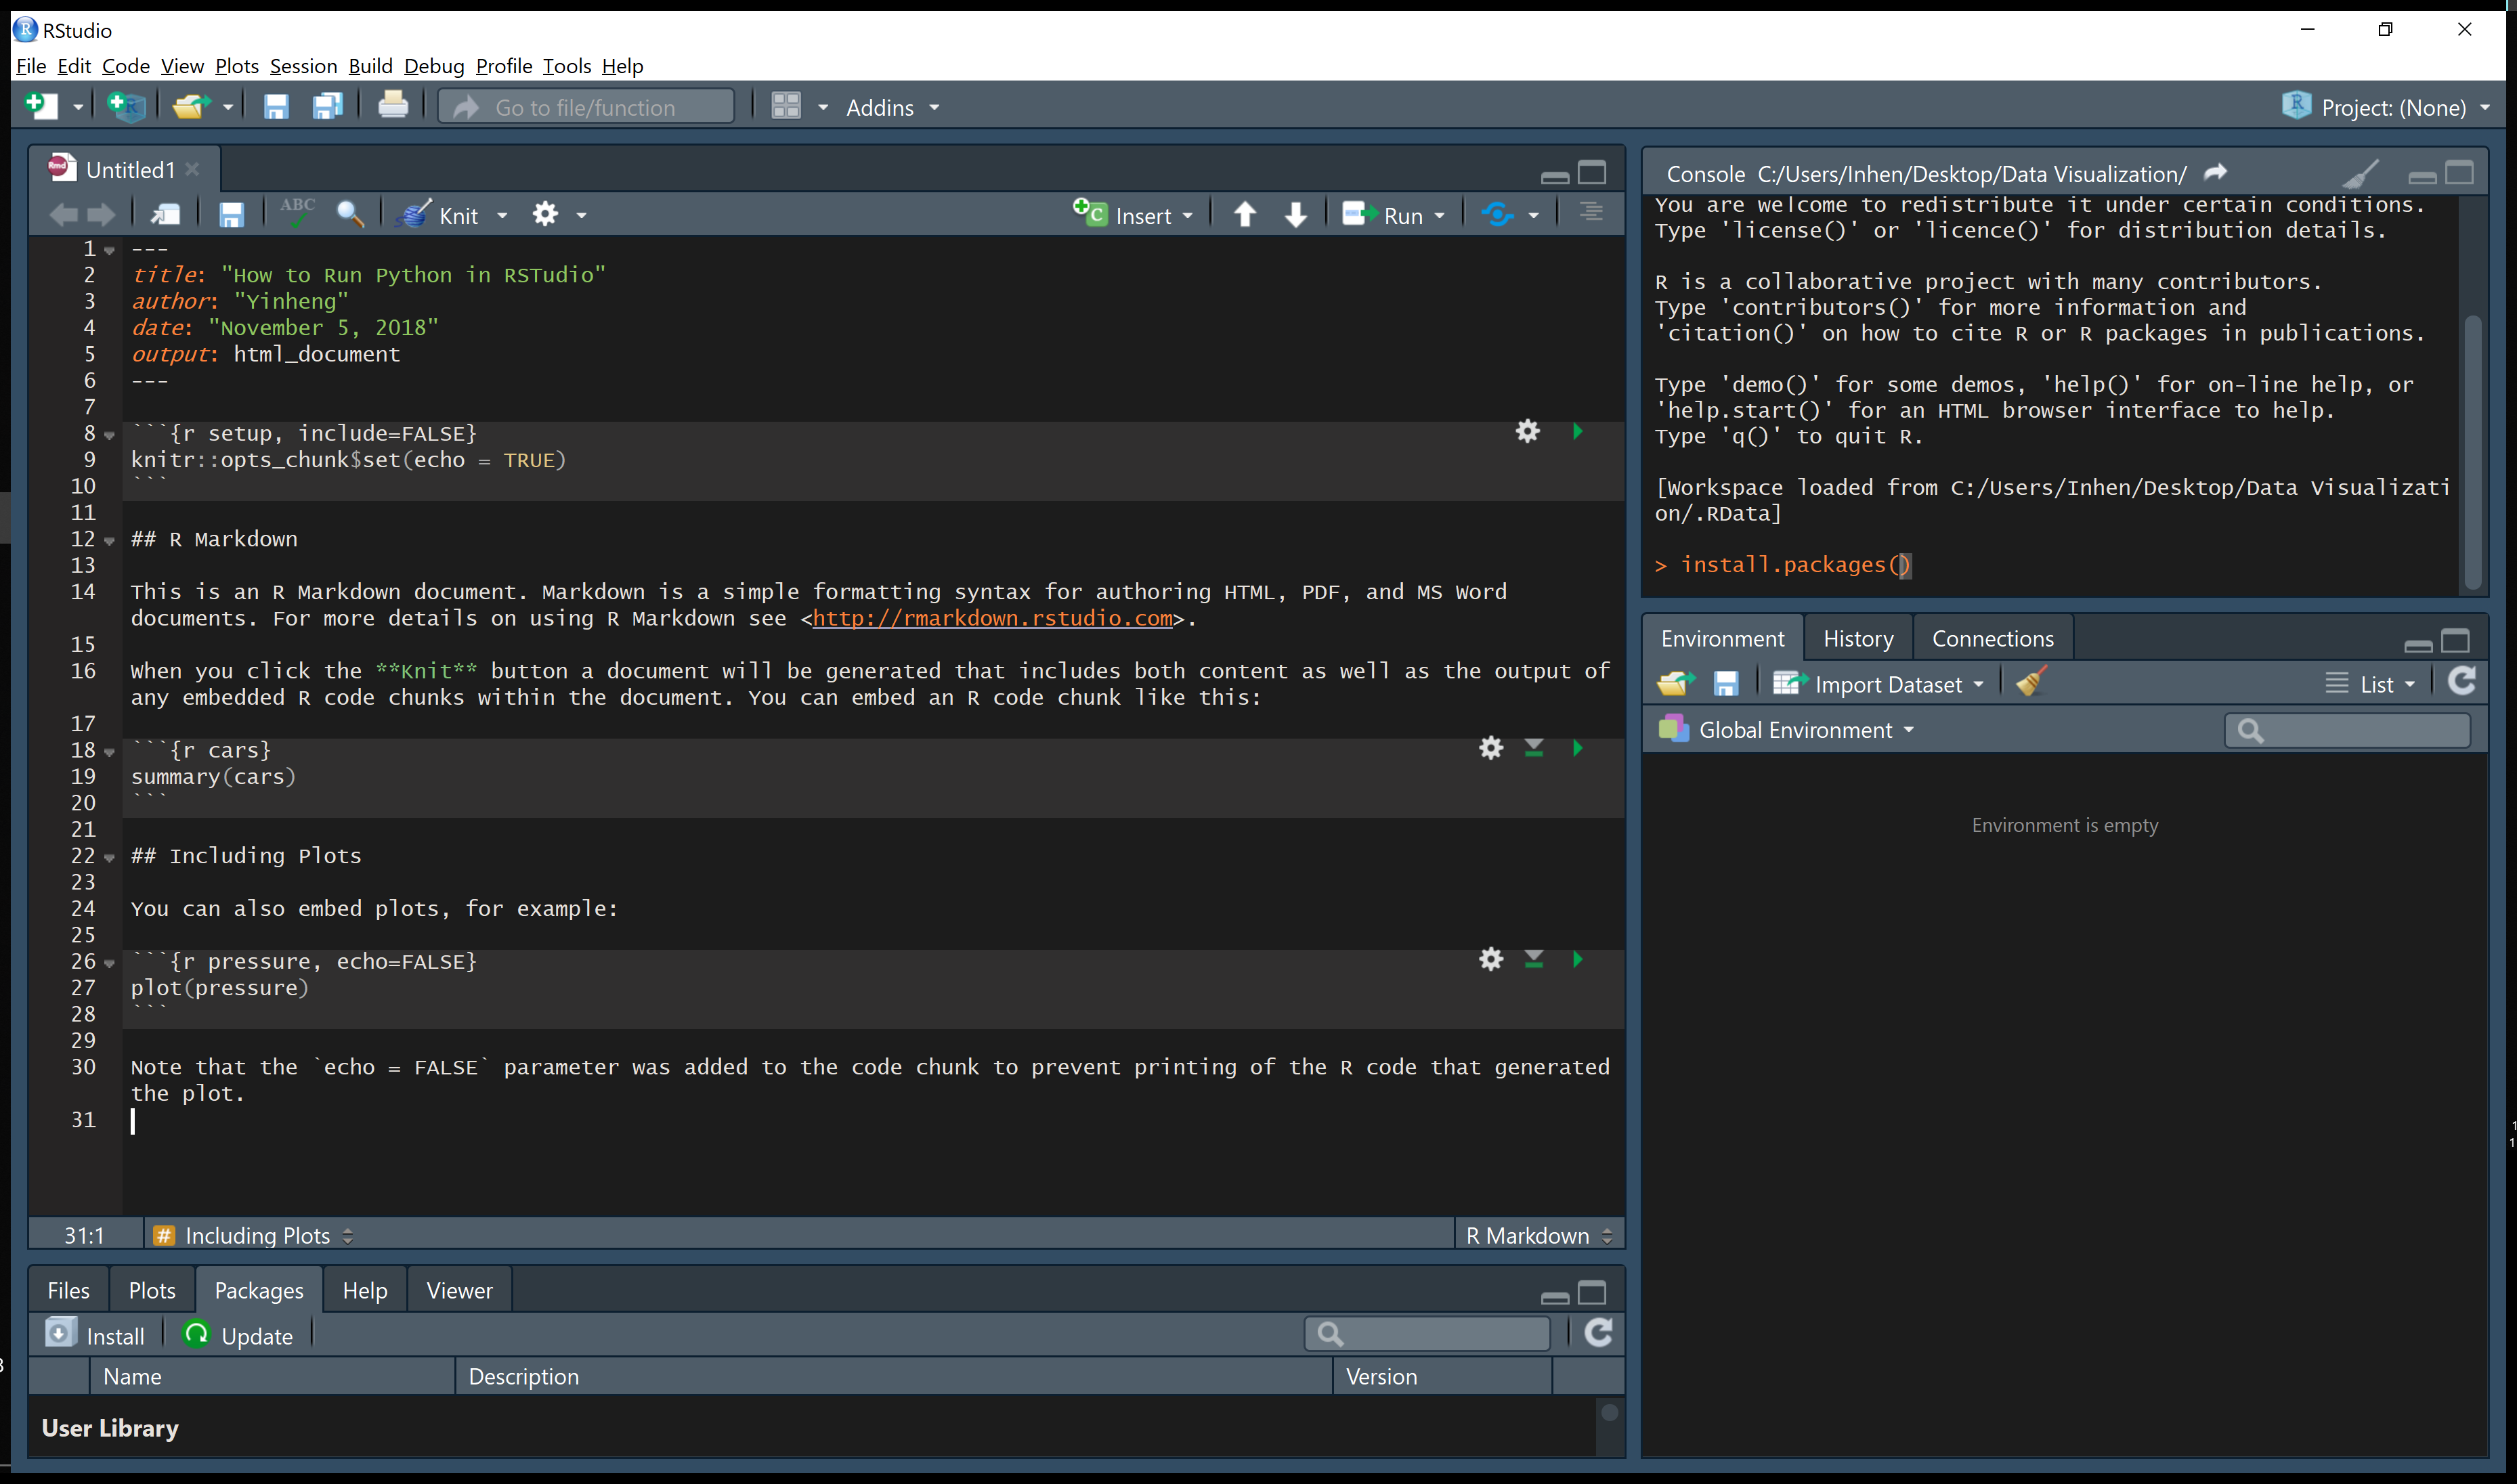 RStudio
File Edit Code View Plots Session Build Debug Profile Tools Help
Go to file/function Addins Project: (None)
Untitled1
ABC Knit Insert Run
1 ---
2 title: "How to Run Python in RSTudio"
3 author: "Yinheng"
4 date: "November 5, 2018"
5 output: html_document
6 ---
7
8 ```{r setup, include=FALSE}
9 knitr::opts_chunk$set(echo = TRUE)
10 ```
11
12 ## R Markdown
13
14 This is an R Markdown document. Markdown is a simple formatting syntax for authoring HTML, PDF, and MS Word
documents. For more details on using R Markdown see <http://rmarkdown.rstudio.com>.
15
16 When you click the **Knit** button a document will be generated that includes both content as well as the output of
any embedded R code chunks within the document. You can embed an R code chunk like this:
17
18 ```{r cars}
19 summary(cars)
20 ```
21
22 ## Including Plots
23
24 You can also embed plots, for example:
25
26 ```{r pressure, echo=FALSE}
27 plot(pressure)
28 ```
29
30 Note that the `echo = FALSE` parameter was added to the code chunk to prevent printing of the R code that generated
the plot.
31
31:1 # Including Plots R Markdown
Files Plots Packages Help Viewer
Install Update
Name Description Version
User Library
Console C:/Users/Inhen/Desktop/Data Visualization/
You are welcome to redistribute it under certain conditions.
Type 'license()' or 'licence()' for distribution details.
R is a collaborative project with many contributors.
Type 'contributors()' for more information and
'citation()' on how to cite R or R packages in publications.
Type 'demo()' for some demos, 'help()' for on-line help, or
'help.start()' for an HTML browser interface to help.
Type 'q()' to quit R.
[Workspace loaded from C:/Users/Inhen/Desktop/Data Visualizati
on/.RData]
> install.packages()
Environment History Connections
Import Dataset List
Global Environment
Environment is empty